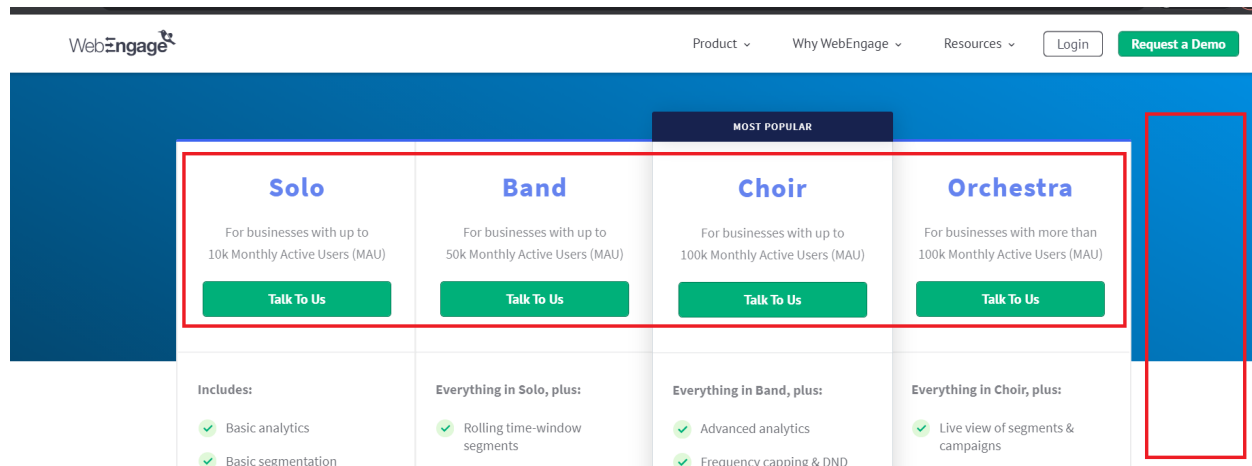 WebEngage
Product
Why WebEngage
Resources
Login
Request a Demo
MOST POPULAR
Solo
For businesses with up to
10k Monthly Active Users (MAU)
Talk To Us
Band
For businesses with up to
50k Monthly Active Users (MAU)
Talk To Us
Choir
For businesses with up to
100k Monthly Active Users (MAU)
Talk To Us
Orchestra
For businesses with more than
100k Monthly Active Users (MAU)
Talk To Us
Includes:
Basic analytics
Basic segmentation
Everything in Solo, plus:
Rolling time-window
segments
Everything in Band, plus:
Advanced analytics
Frequency capping & DND
Everything in Choir, plus:
Live view of segments &
campaigns